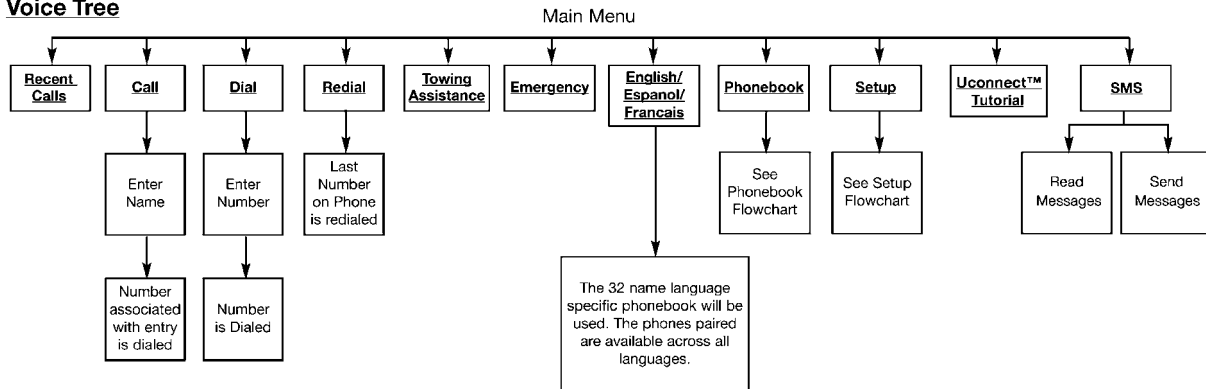 Voice Tree
Main Menu
Recent
Calls
Call
Dial
Redial
Towing
Assistance
Emergency
English/
Espanol/
Francais
Phonebook
Setup
Uconnect™
Tutorial
SMS
Enter
Name
Enter
Number
Last
Number
on Phone
is redialed
See
Phonebook
Flowchart
See Setup
Flowchart
Read
Messages
Send
Messages
Number
associated
with entry
is dialed
Number
is Dialed
The 32 name language
specific phonebook will be
used. The phones paired
are available across all
languages.